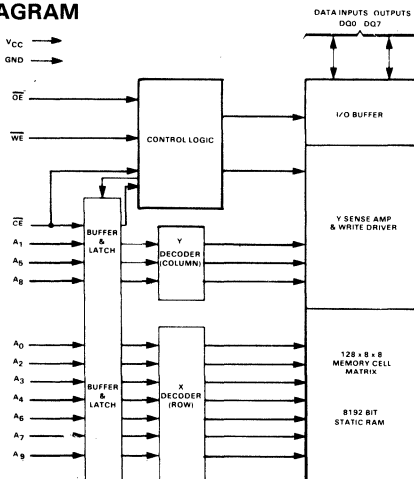 AGRAM
DATA INPUTS OUTPUTS
DQ0 DQ7
VCC
GND
OE
WE
CONTROL LOGIC
I/O BUFFER
CE
A1
A5
A8
BUFFER
&
LATCH
Y
DECODER
(COLUMN)
Y SENSE AMP
& WRITE DRIVER
A0
A2
A3
A4
A6
A7
A9
BUFFER
&
LATCH
X
DECODER
(ROW)
128 x 8 x 8
MEMORY CELL
MATRIX
8192 BIT
STATIC RAM